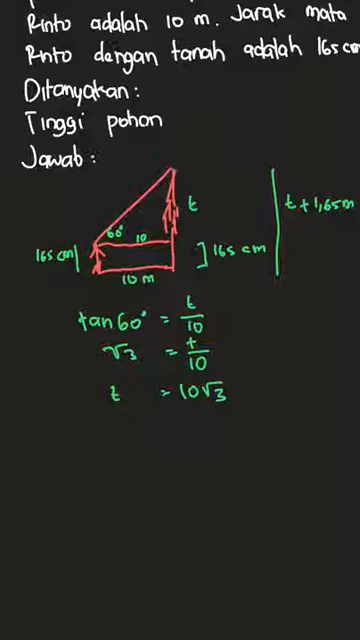 Rinto adalah 10 m. Jarak mata
Rinto dengan tanah adalah 165 cm
Ditanyakan:
Tinggi pohon
Jawab:
t
60°
10
165 cm
165 cm
10 m
t + 1,65 m
tan 60° = t/10
√3 = t/10
t = 10√3